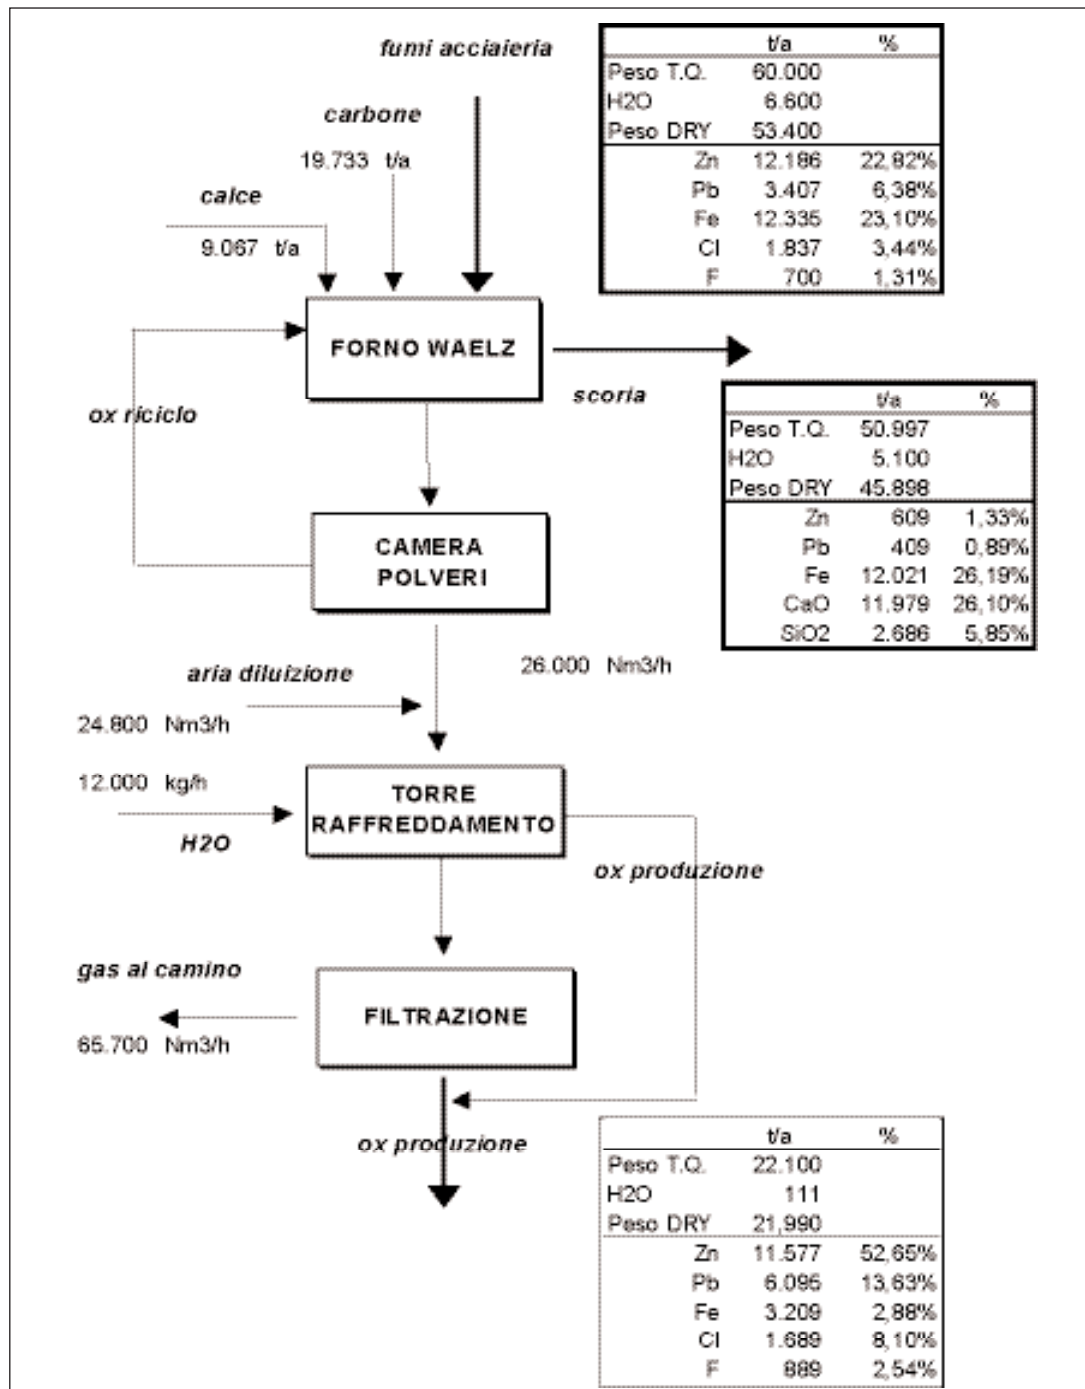 fumi acciaieria
t/a %
Peso T.Q. 60.000
H2O 6.600
Peso DRY 53.400
Zn 12.186 22,82%
Pb 3.407 6,38%
Fe 12.335 23,10%
Cl 1.837 3,44%
F 700 1,31%
carbone
19.733 t/a
calce
9.067 t/a
FORNO WAELZ
scoria
ox riciclo
t/a %
Peso T.Q. 50.997
H2O 5.100
Peso DRY 45.898
Zn 609 1,33%
Pb 409 0,89%
Fe 12.021 26,19%
CaO 11.979 26,10%
SiO2 2.686 5,85%
CAMERA
POLVERI
26.000 Nm3/h
aria diluizione
24.800 Nm3/h
12.000 kg/h
H2O
TORRE
RAFFREDDAMENTO
ox produzione
gas al camino
65.700 Nm3/h
FILTRAZIONE
ox produzione
t/a %
Peso T.Q. 22.100
H2O 111
Peso DRY 21,990
Zn 11.577 52,65%
Pb 6.095 13,63%
Fe 3.209 2,88%
Cl 1.689 8,10%
F 889 2,54%